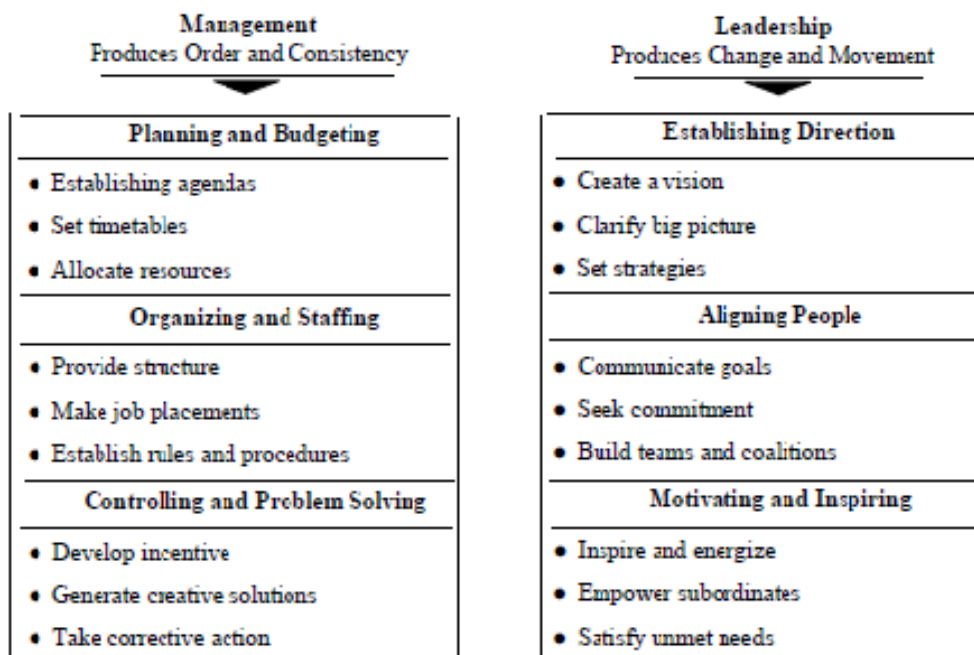 Management
Produces Order and Consistency
Planning and Budgeting
• Establishing agendas
• Set timetables
• Allocate resources
Organizing and Staffing
• Provide structure
• Make job placements
• Establish rules and procedures
Controlling and Problem Solving
• Develop incentive
• Generate creative solutions
• Take corrective action
Leadership
Produces Change and Movement
Establishing Direction
• Create a vision
• Clarify big picture
• Set strategies
Aligning People
• Communicate goals
• Seek commitment
• Build teams and coalitions
Motivating and Inspiring
• Inspire and energize
• Empower subordinates
• Satisfy unmet needs